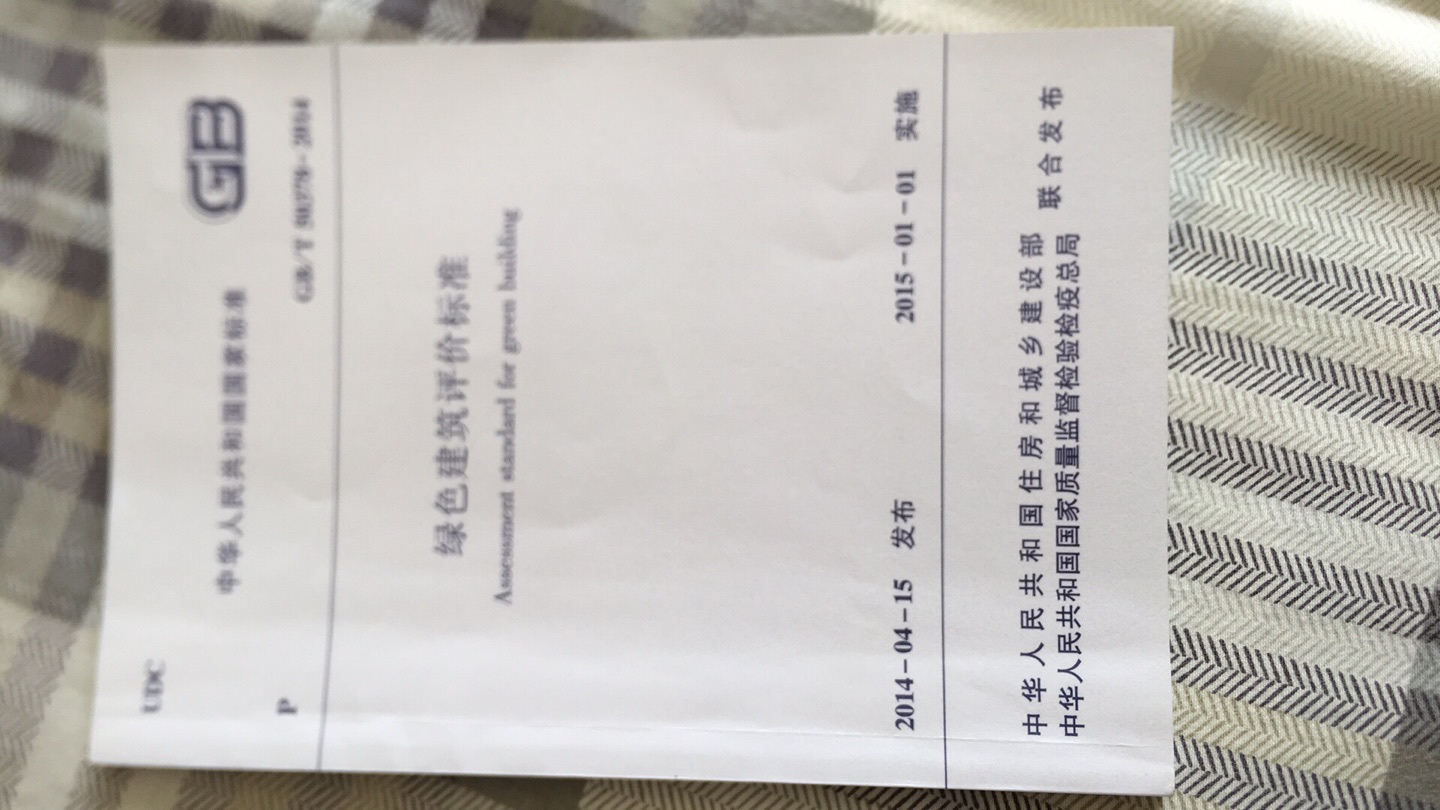 UDC
GB
中华人民共和国国家标准
P
GB/T 50378-2014
绿色建筑评价标准
Assessment standard for green building
2014-04-15 发布
2015-01-01 实施
中华人民共和国住房和城乡建设部
中华人民共和国国家质量监督检验检疫总局
联合发布